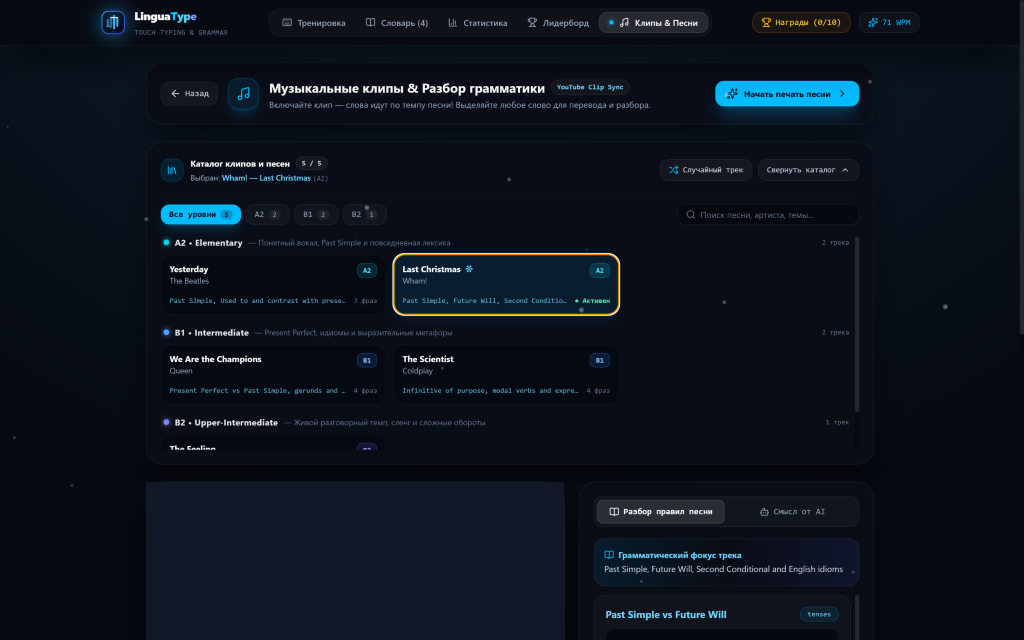 LinguaType
TOUCH TYPING & GRAMMAR
Тренировка
Словарь (4)
Статистика
Лидерборд
Клипы & Песни
Награды (0/10)
71 WPM
Назад
Музыкальные клипы & Разбор грамматики
YouTube Clip Sync
Включайте клип — слова идут по темпу песни! Выделяйте любое слово для перевода и разбора.
Начать печать песни
Каталог клипов и песен 5 / 5
Выбран: Wham! — Last Christmas (A2)
Случайный трек
Свернуть каталог
Все уровни 5
A2 2
B1 2
B2 1
Поиск песни, артиста, темы...
A2 • Elementary — Понятный вокал, Past Simple и повседневная лексика
2 трека
Yesterday
A2
The Beatles
Past Simple, Used to and contrast with prese…
3 фраз
Last Christmas
A2
Wham!
Past Simple, Future Will, Second Conditio…
• Активен
B1 • Intermediate — Present Perfect, идиомы и выразительные метафоры
2 трека
We Are the Champions
B1
Queen
Present Perfect vs Past Simple, gerunds and …
4 фраз
The Scientist
B1
Coldplay
Infinitive of purpose, modal verbs and expre…
4 фраз
B2 • Upper-Intermediate — Живой разговорный темп, сленг и сложные обороты
1 трек
The Feeling
B2
Разбор правил песни
Смысл от AI
Грамматический фокус трека
Past Simple, Future Will, Second Conditional and English idioms
Past Simple vs Future Will
tenses